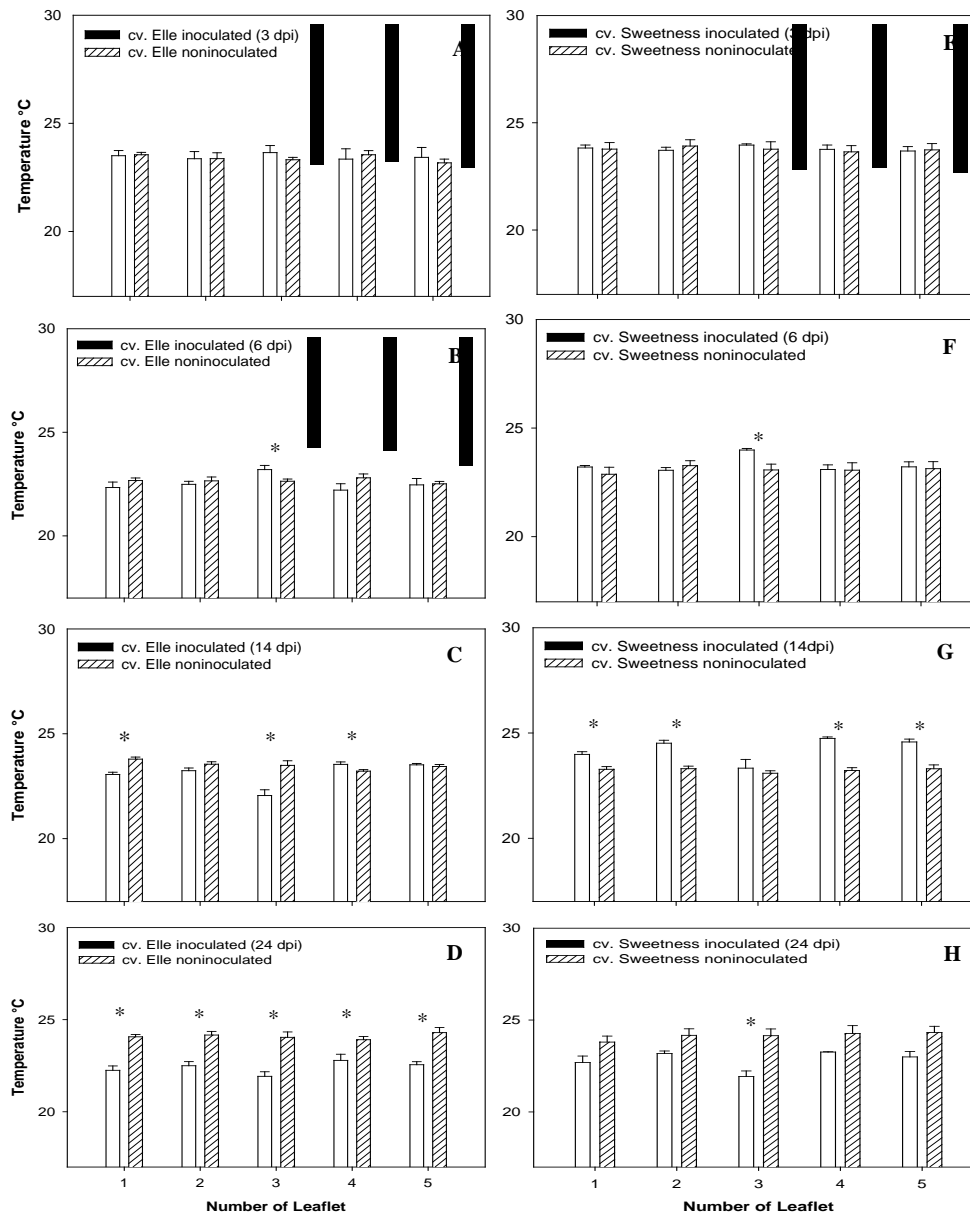 30
cv. Elle inoculated (3 dpi)
cv. Elle noninoculated
A
25
20
Temperature °C
30
cv. Sweetness inoculated (3 dpi)
cv. Sweetness noninoculated
E
25
20
30
cv. Elle inoculated (6 dpi)
cv. Elle noninoculated
B
25
*
20
Temperature °C
30
cv. Sweetness inoculated (6 dpi)
cv. Sweetness noninoculated
F
25
*
20
30
cv. Elle inoculated (14 dpi)
cv. Elle noninoculated
C
25
* * *
20
Temperature °C
30
cv. Sweetness inoculated (14dpi)
cv. Sweetness noninoculated
G
25
* * * *
20
30
cv. Elle inoculated (24 dpi)
cv. Elle noninoculated
D
25
* * * * *
20
Temperature °C
1 2 3 4 5
Number of Leaflet
30
cv. Sweetness inoculated (24 dpi)
cv. Sweetness noninoculated
H
25
*
20
1 2 3 4 5
Number of Leaflet